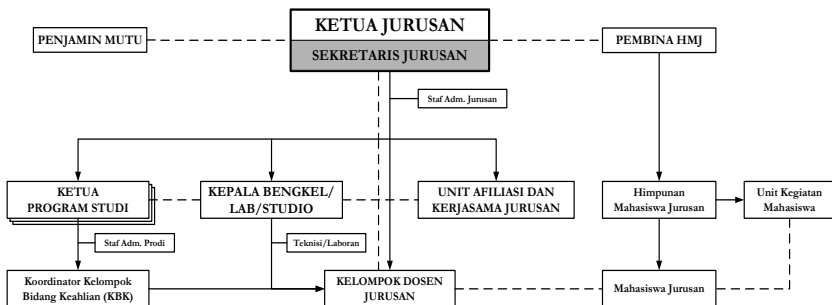 KETUA JURUSAN
PENJAMIN MUTU
SEKRETARIS JURUSAN
PEMBINA HMJ
Staf Adm. Jurusan
KETUA
PROGRAM STUDI
KEPALA BENGKEL/
LAB/STUDIO
UNIT AFILIASI DAN
KERJASAMA JURUSAN
Himpunan
Mahasiswa Jurusan
Unit Kegiatan
Mahasiswa
Staf Adm. Prodi
Teknisi/Laboran
Koordinator Kelompok
Bidang Keahlian (KBK)
KELOMPOK DOSEN
JURUSAN
Mahasiswa Jurusan